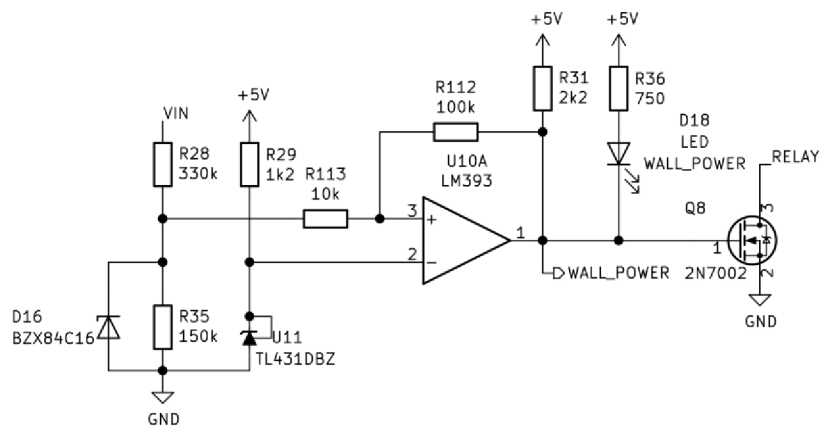 +5V
+5V
R31
2k2
R36
750
R112
100k
D18
LED
WALL_POWER
+5V
VIN
R28
330k
R29
1k2
R113
10k
U10A
LM393
RELAY
3
+
2
−
1
Q8
3
1
2
2N7002
WALL_POWER
GND
D16
BZX84C16
R35
150k
U11
TL431DBZ
GND